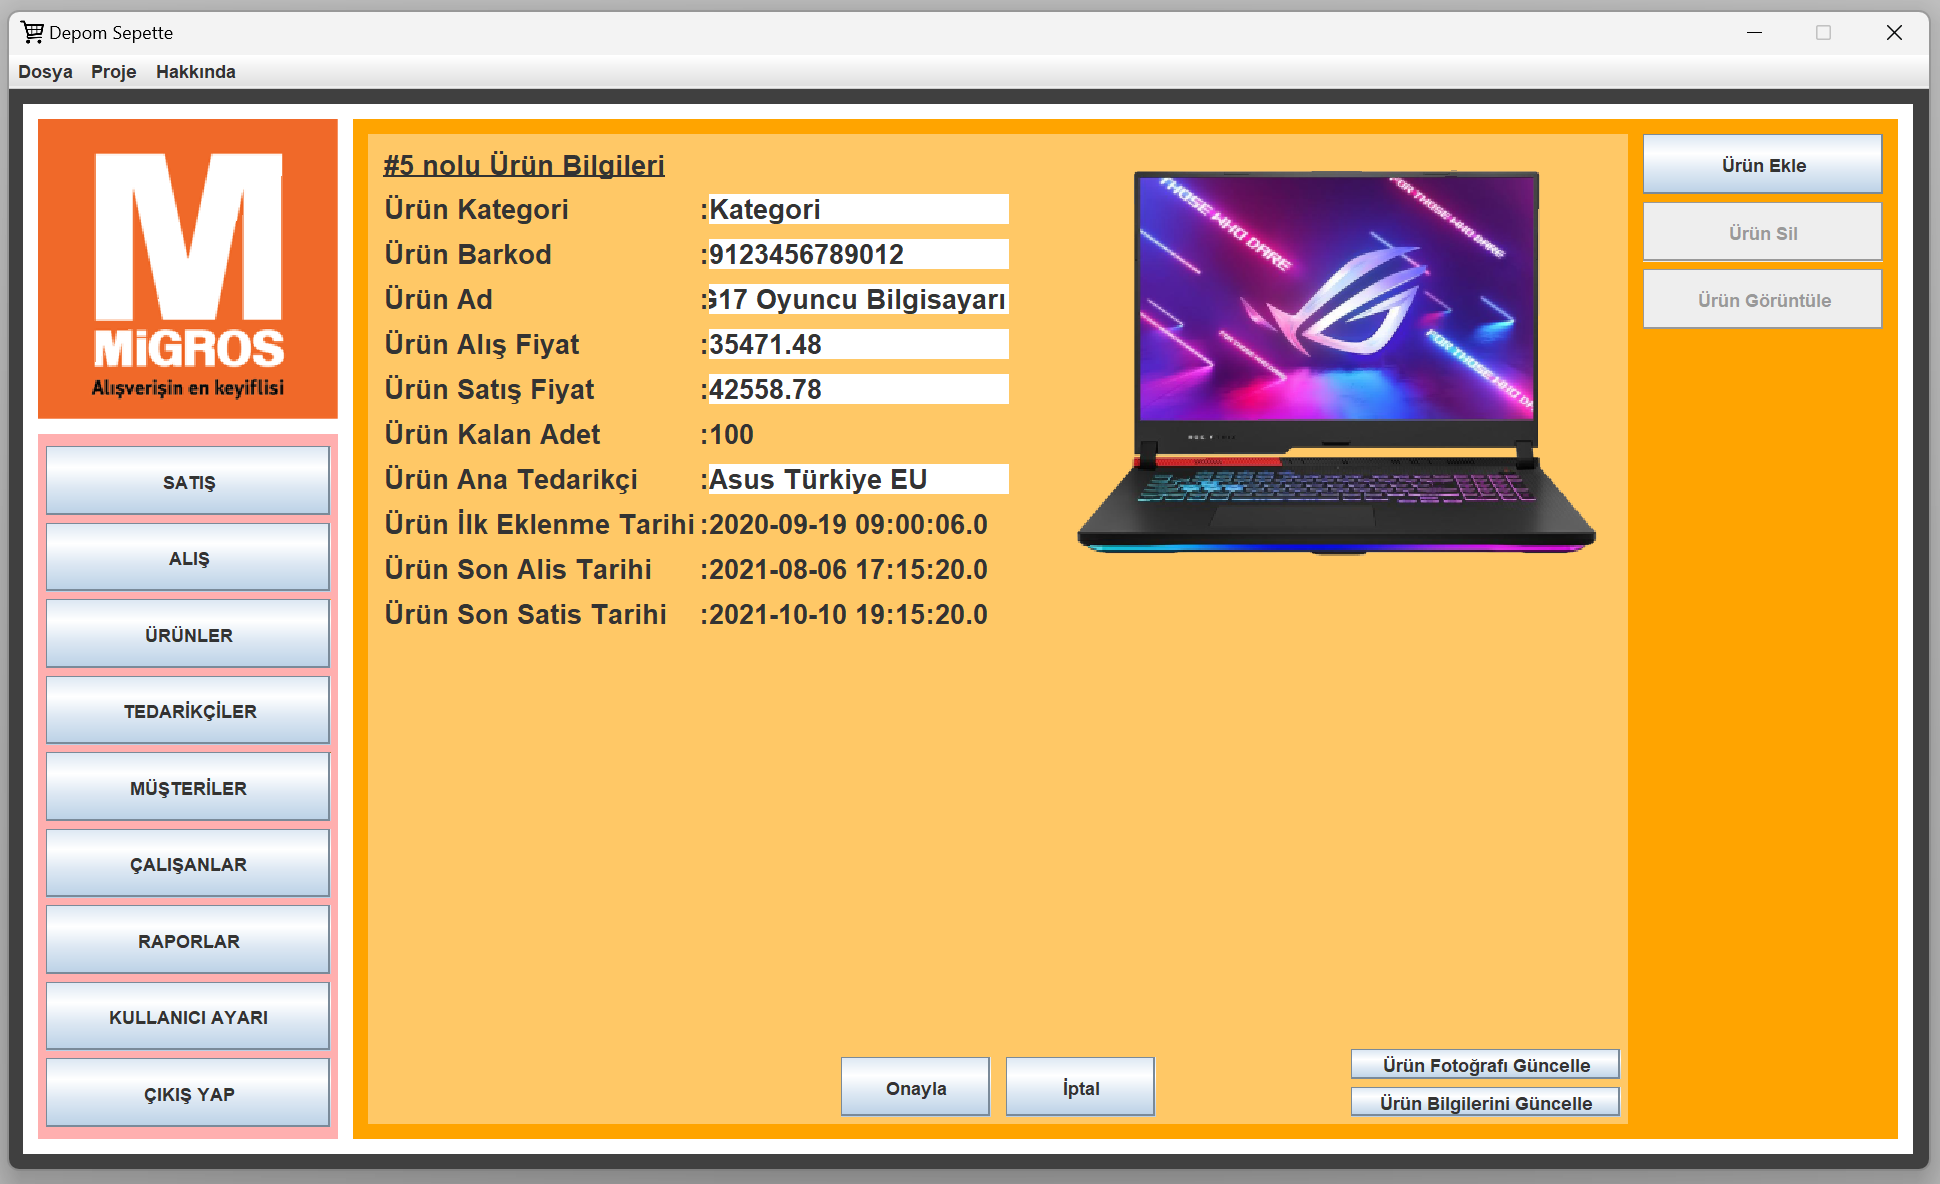 Depom Sepette
Dosya Proje Hakkında
MİGROS
Alışverişin en keyiflisi
SATIŞ
ALIŞ
ÜRÜNLER
TEDARİKÇİLER
MÜŞTERİLER
ÇALIŞANLAR
RAPORLAR
KULLANICI AYARI
ÇIKIŞ YAP
#5 nolu Ürün Bilgileri
Ürün Kategori :Kategori
Ürün Barkod :9123456789012
Ürün Ad :G17 Oyuncu Bilgisayarı
Ürün Alış Fiyat :35471.48
Ürün Satış Fiyat :42558.78
Ürün Kalan Adet :100
Ürün Ana Tedarikçi :Asus Türkiye EU
Ürün İlk Eklenme Tarihi :2020-09-19 09:00:06.0
Ürün Son Alis Tarihi :2021-08-06 17:15:20.0
Ürün Son Satis Tarihi :2021-10-10 19:15:20.0
THOSE WHO DARE
FOR THOSE WHO DARE
FOR THOSE WHO DA
Onayla
İptal
Ürün Fotoğrafı Güncelle
Ürün Bilgilerini Güncelle
Ürün Ekle
Ürün Sil
Ürün Görüntüle